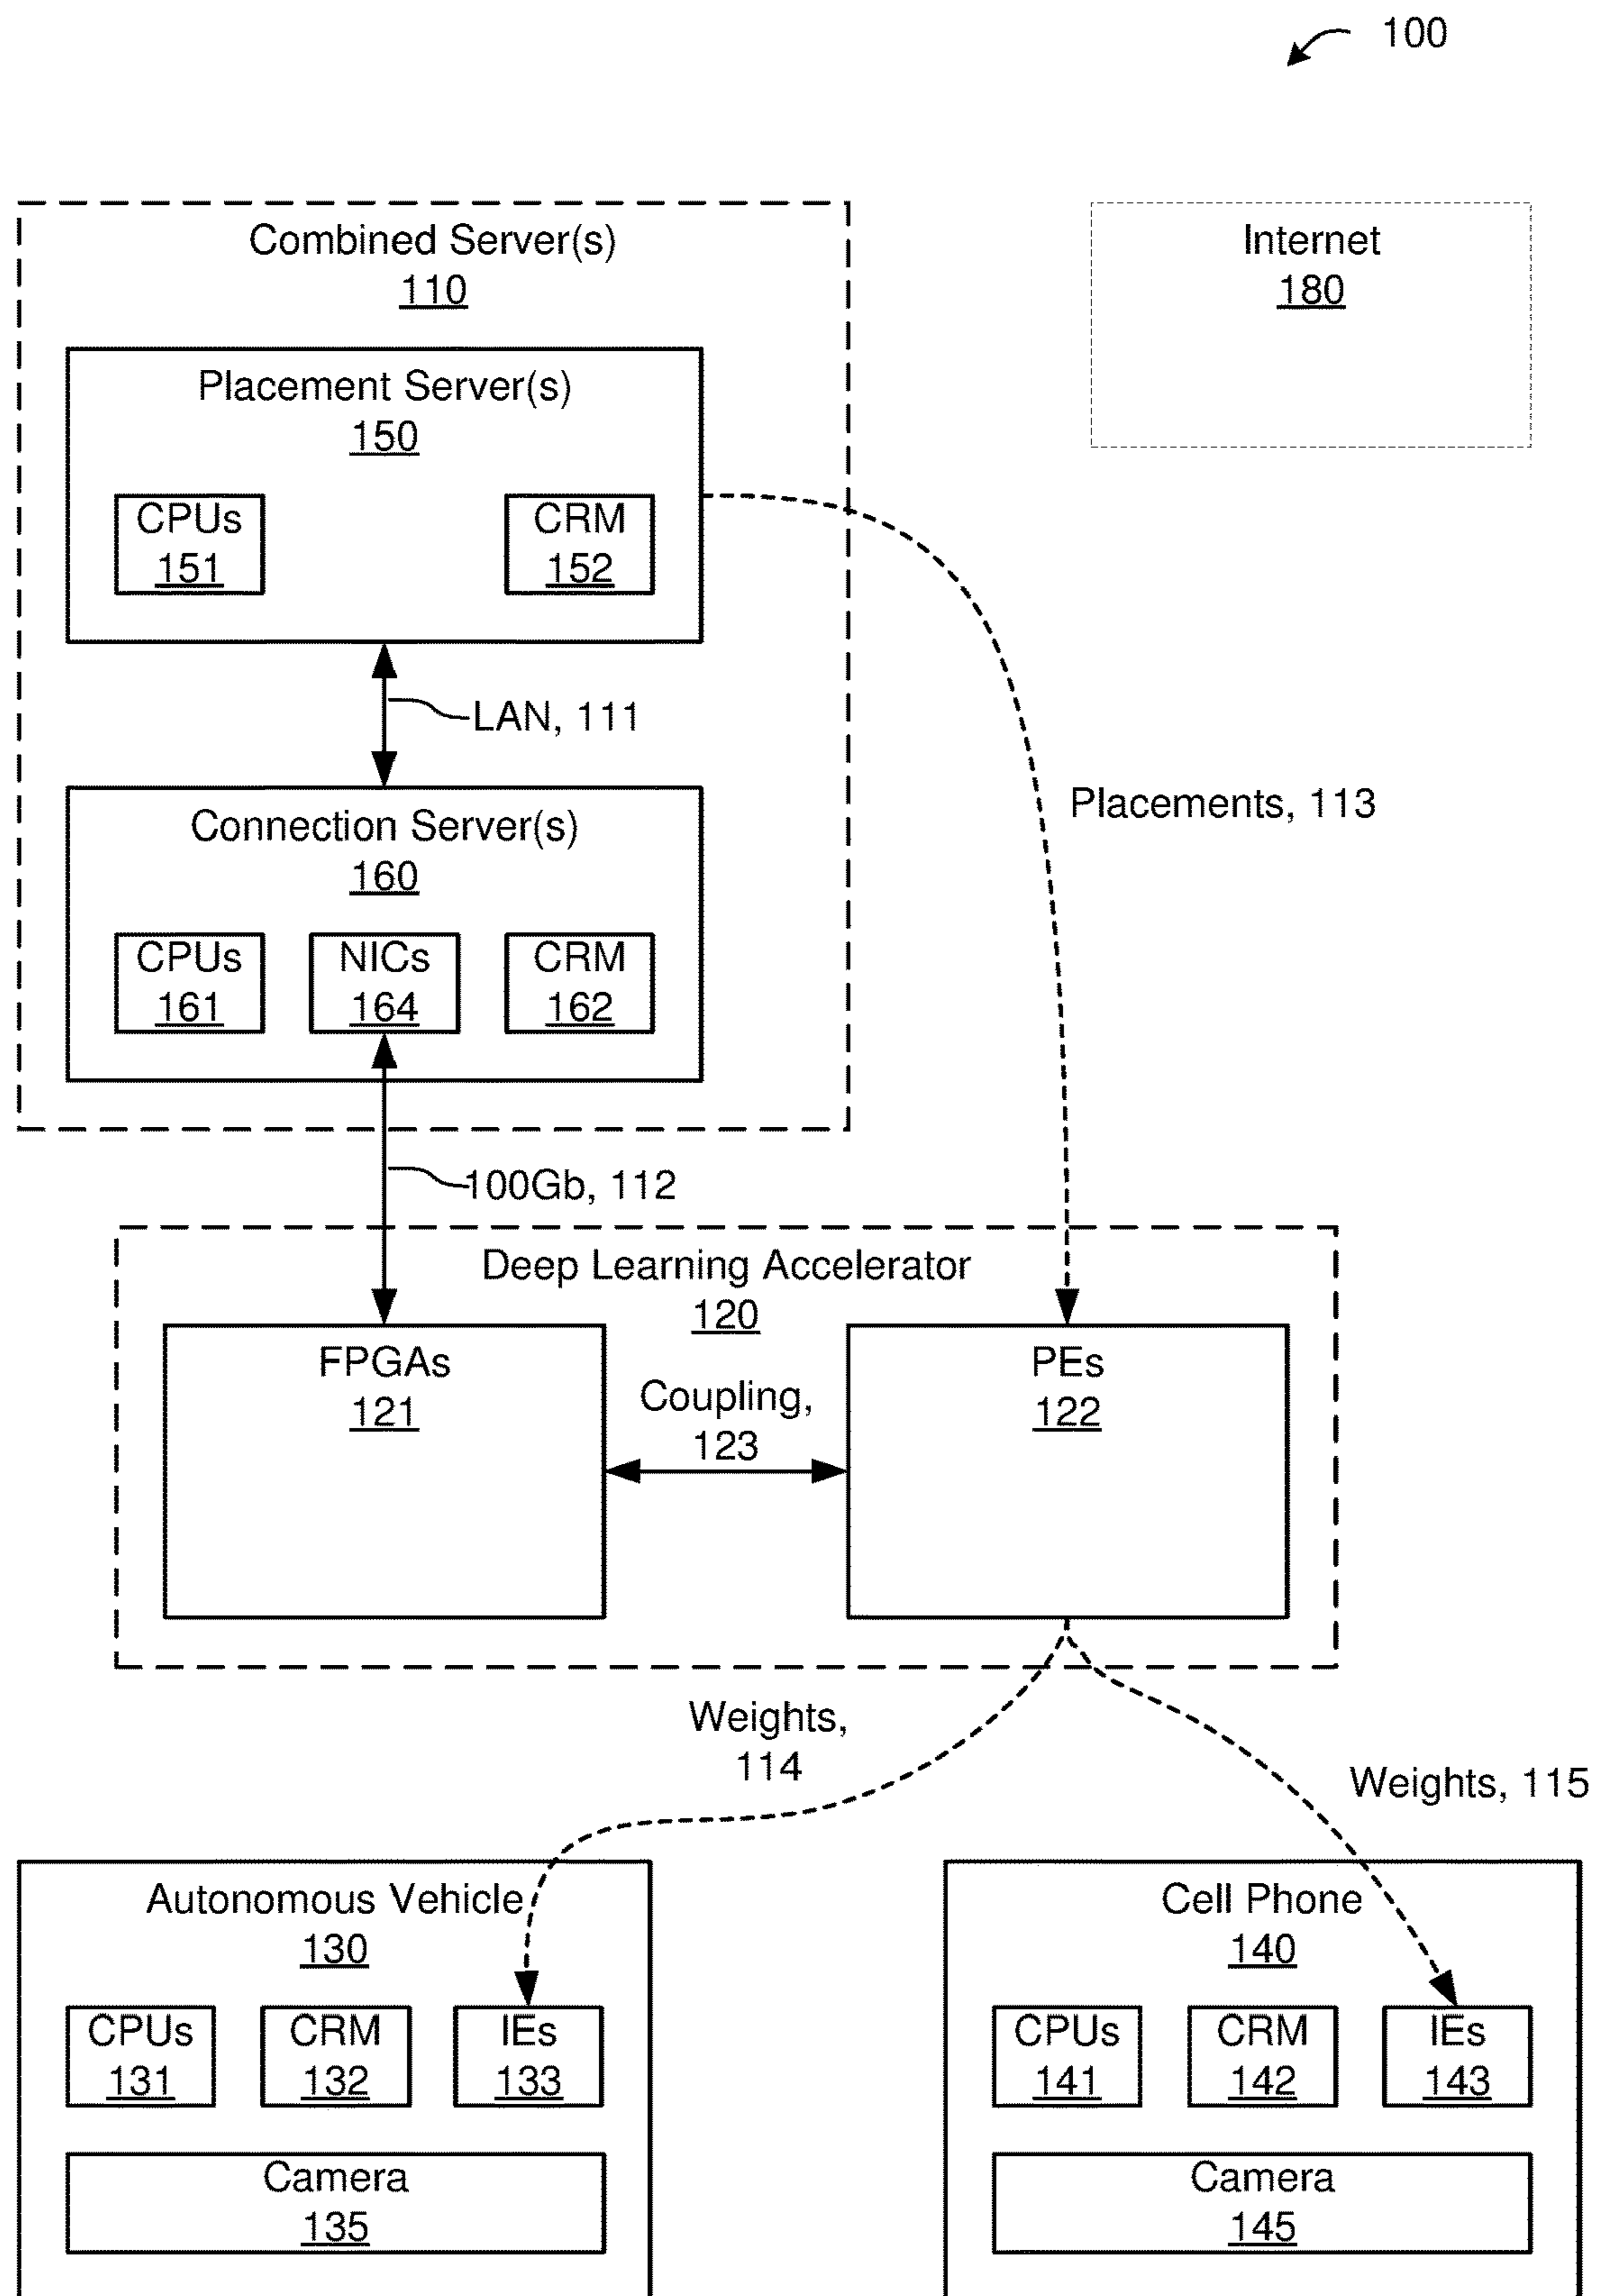 100
Combined Server(s)
110
Internet
180
Placement Server(s)
150
CPUs
151
CRM
152
LAN, 111
Placements, 113
Connection Server(s)
160
CPUs
161
NICs
164
CRM
162
100Gb, 112
Deep Learning Accelerator
120
FPGAs
121
Coupling,
123
PEs
122
Weights,
114
Weights, 115
Autonomous Vehicle
130
CPUs
131
CRM
132
IEs
133
Camera
135
Cell Phone
140
CPUs
141
CRM
142
IEs
143
Camera
145